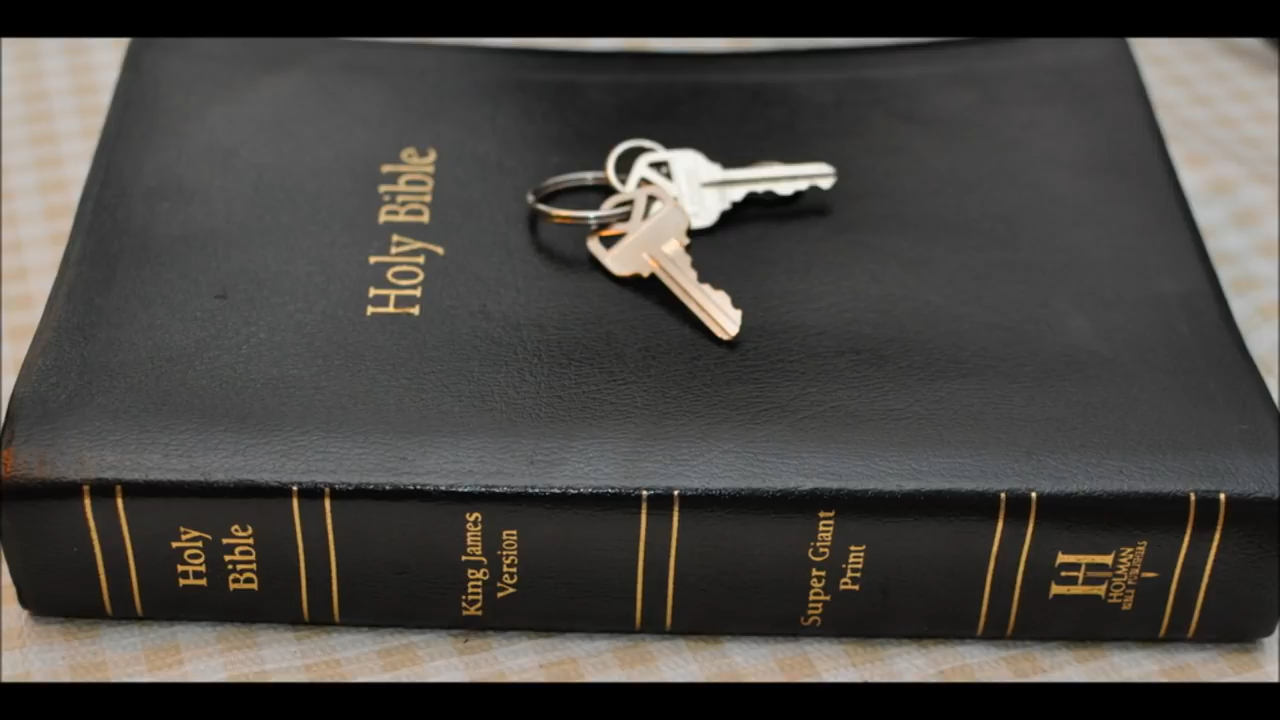 Holy Bible
Holy
Bible
King James
Version
Super Giant
Print
H
HOLMAN
BIBLE PUBLISHERS